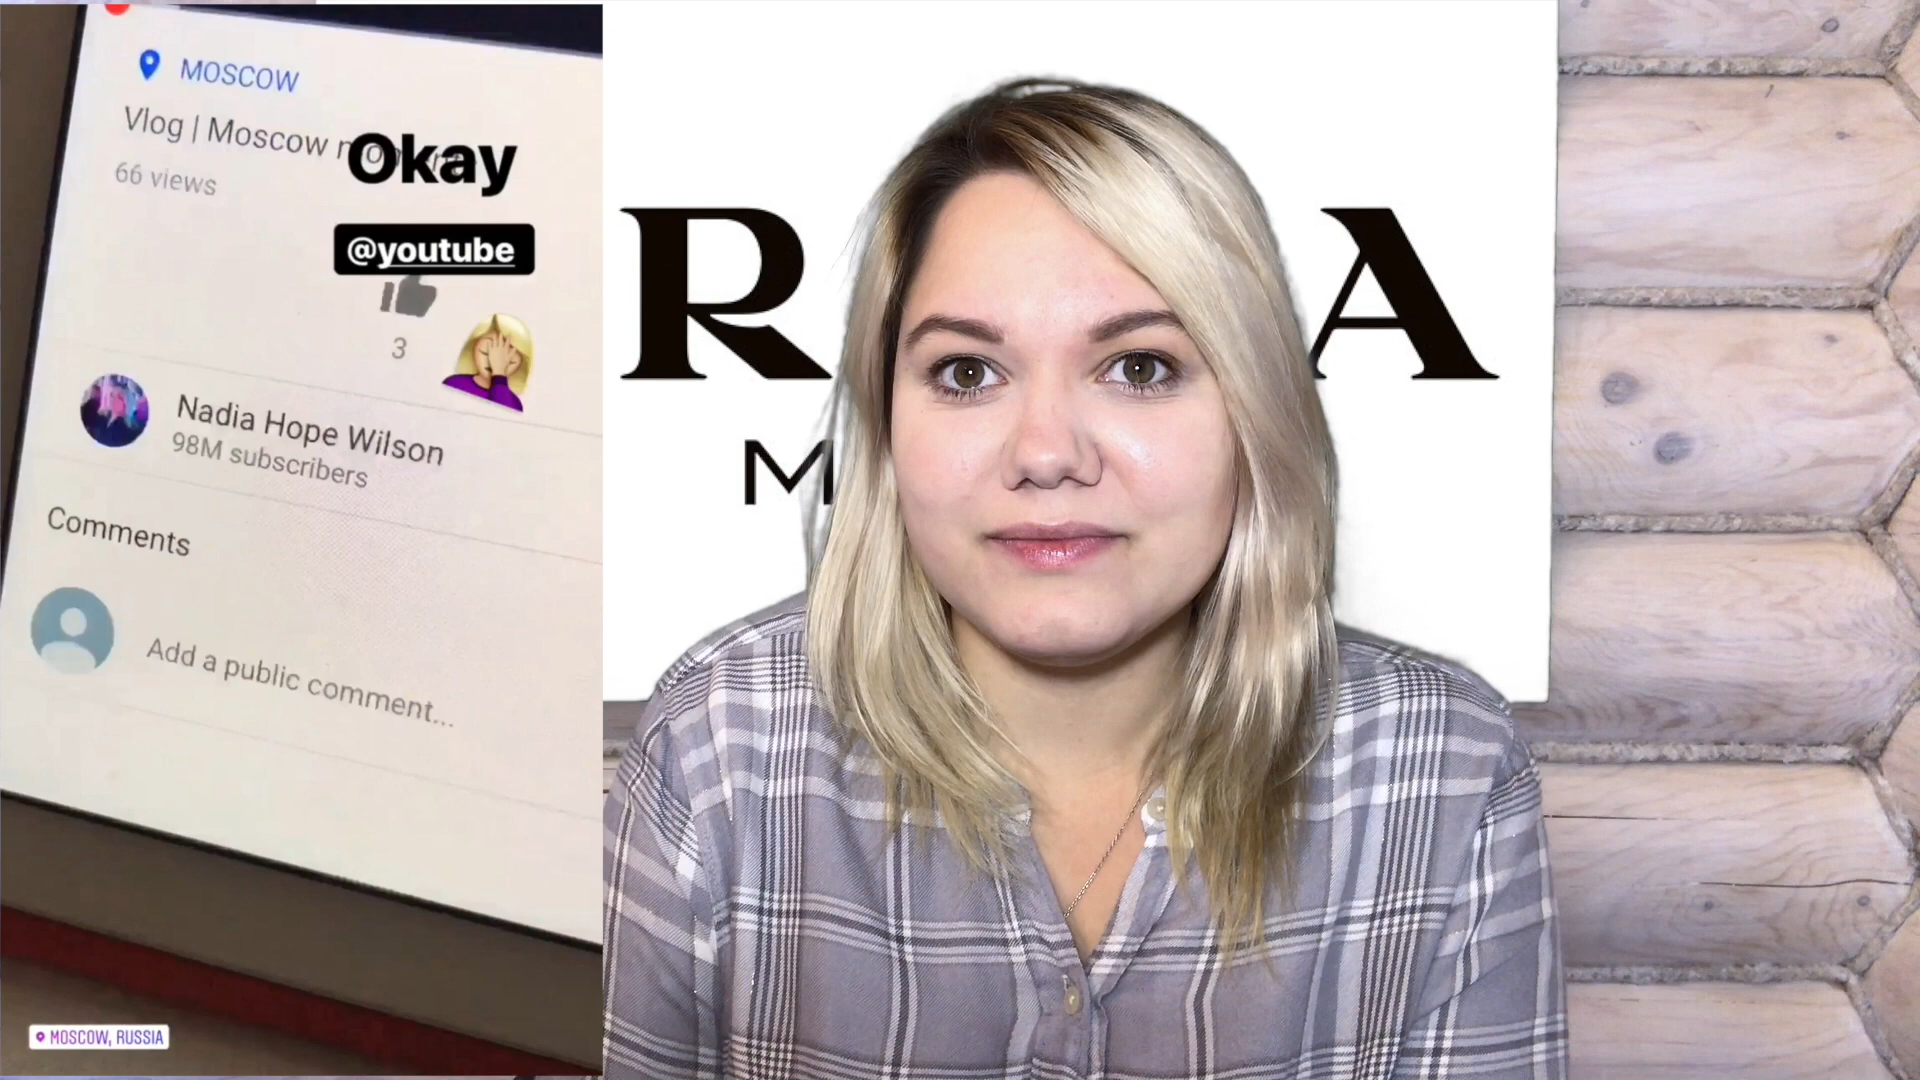 MOSCOW
Vlog | Moscow
66 views
Okay
@youtube
3
Nadia Hope Wilson
98M subscribers
Comments
Add a public comment...
MOSCOW, RUSSIA
R A
M